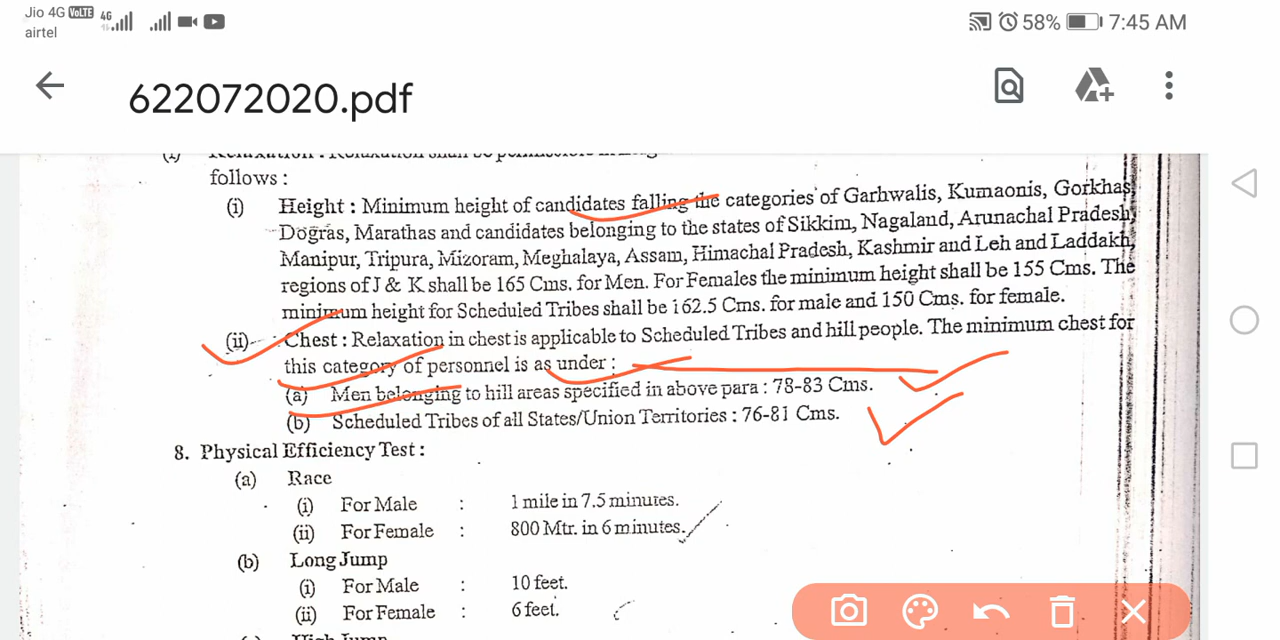 Jio 4G VoLTE 4G 58% 7:45 AM
airtel
622072020.pdf
follows :
(i) Height : Minimum height of candidates falling the categories of Garhwalis, Kumaonis, Gorkhas,
Dogras, Marathas and candidates belonging to the states of Sikkim, Nagaland, Arunachal Pradesh,
Manipur, Tripura, Mizoram, Meghalaya, Assam, Himachal Pradesh, Kashmir and Leh and Laddakh,
regions of J & K shall be 165 Cms. for Men. For Females the minimum height shall be 155 Cms. The
minimum height for Scheduled Tribes shall be 162.5 Cms. for male and 150 Cms. for female.
(ii) Chest : Relaxation in chest is applicable to Scheduled Tribes and hill people. The minimum chest for
this category of personnel is as under :
(a) Men belonging to hill areas specified in above para : 78-83 Cms.
(b) Scheduled Tribes of all States/Union Territories : 76-81 Cms.
8. Physical Efficiency Test :
(a) Race
(i) For Male : 1 mile in 7.5 minutes.
(ii) For Female : 800 Mtr. in 6 minutes.
(b) Long Jump
(i) For Male : 10 feet.
(ii) For Female : 6 feet.
High Jump